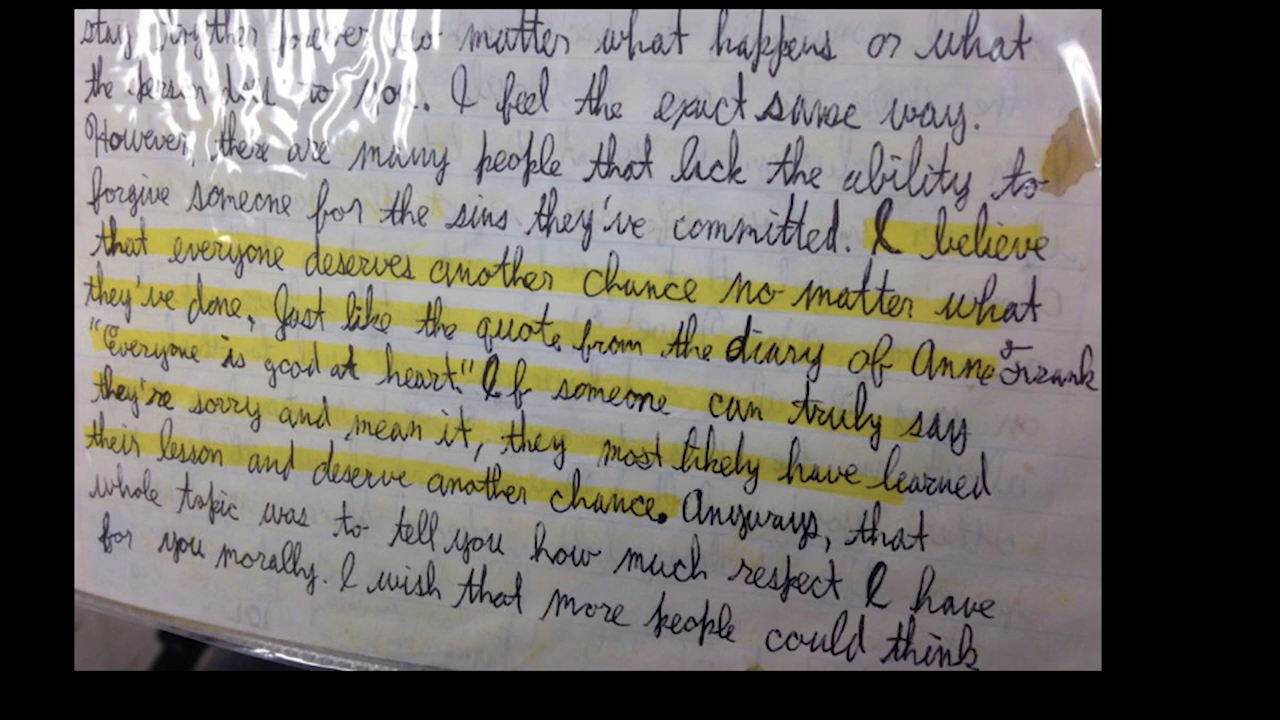 stay together forever no matter what happens or what
the person does to you. I feel the exact same way.
However, there are many people that lack the ability to
forgive someone for the sins they've committed. I believe
that everyone deserves another chance no matter what
they've done. Just like the quote from the diary of Anne Frank
"Everyone is good at heart." If someone can truly say
they're sorry and mean it, they most likely have learned
their lesson and deserve another chance. Anyways, that
whole topic was to tell you how much respect I have
for you morally. I wish that more people could think